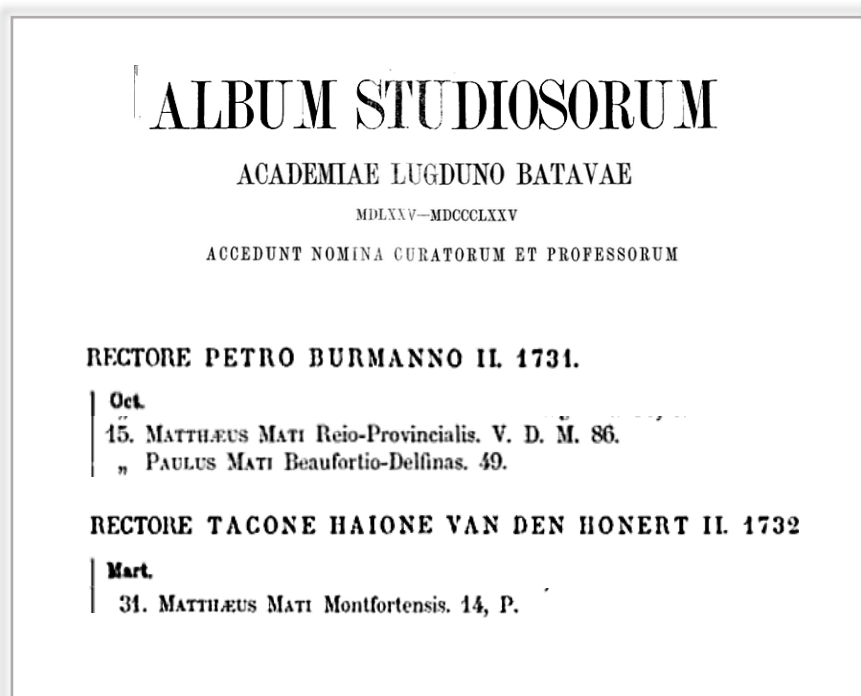 ALBUM STUDIOSORUM
ACADEMIAE LUGDUNO BATAVAE
MDLXXV—MDCCCLXXV
ACCEDUNT NOMINA CURATORUM ET PROFESSORUM
RECTORE PETRO BURMANNO II. 1731.
Oct.
15. MATTHÆUS MATI Reio-Provincialis. V. D. M. 86.
„ PAULUS MATI Beaufortio-Delfinas. 49.
RECTORE TACONE HAIONE VAN DEN HONERT II. 1732
Mart.
31. MATTHÆUS MATI Montfortensis. 14, P.